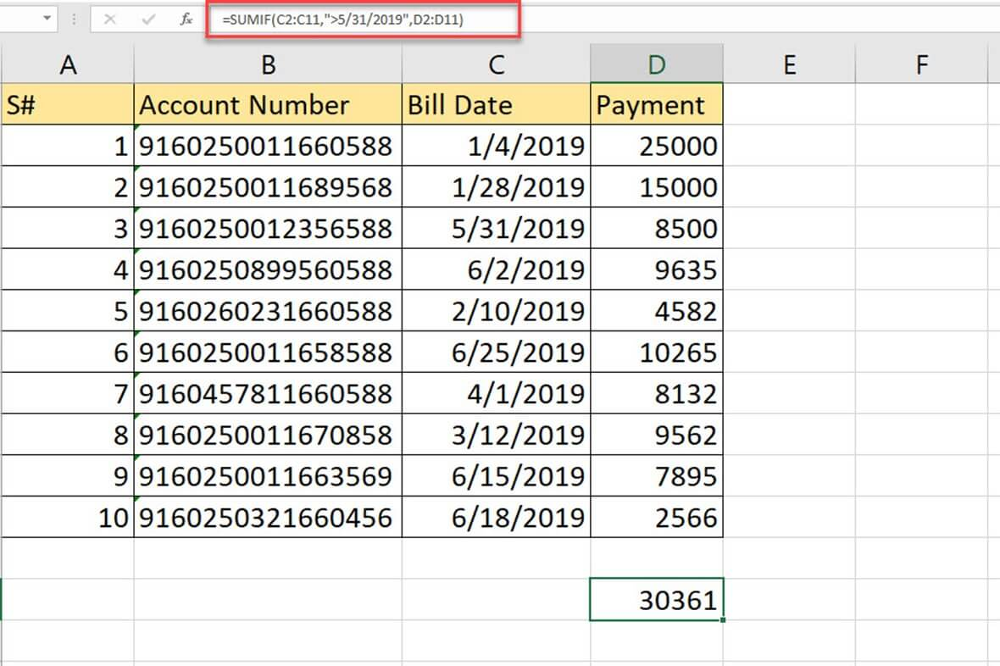 fx =SUMIF(C2:C11,">5/31/2019",D2:D11)
A B C D E F
S# Account Number Bill Date Payment
1 9160250011660588 1/4/2019 25000
2 9160250011689568 1/28/2019 15000
3 9160250012356588 5/31/2019 8500
4 9160250899560588 6/2/2019 9635
5 9160260231660588 2/10/2019 4582
6 9160250011658588 6/25/2019 10265
7 9160457811660588 4/1/2019 8132
8 9160250011670858 3/12/2019 9562
9 9160250011663569 6/15/2019 7895
10 9160250321660456 6/18/2019 2566
30361